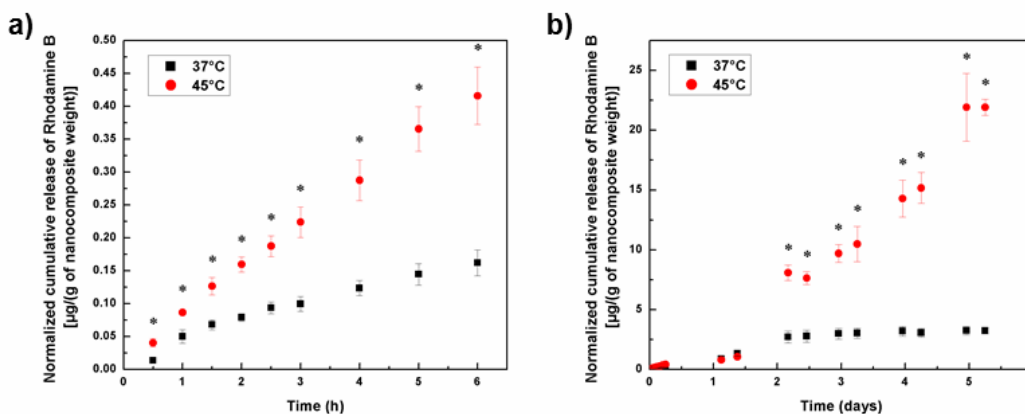 a)
Normalized cumulative release of Rhodamine B
[µg/(g of nanocomposite weight)]
0.50
0.45
0.40
0.35
0.30
0.25
0.20
0.15
0.10
0.05
0.00
37°C
45°C
* * * * * * * * *
0 1 2 3 4 5 6
Time (h)
b)
Normalized cumulative release of Rhodamine B
[µg/(g of nanocomposite weight)]
25
20
15
10
5
0
37°C
45°C
* * * * * * * *
0 1 2 3 4 5
Time (days)